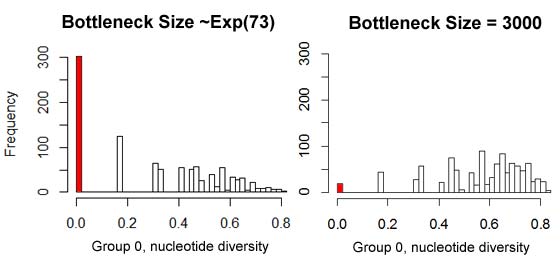 Bottleneck Size ~Exp(73)
Frequency
300
200
100
0
0.0 0.2 0.4 0.6 0.8
Group 0, nucleotide diversity
Bottleneck Size = 3000
300
200
100
0
0.0 0.2 0.4 0.6 0.8
Group 0, nucleotide diversity